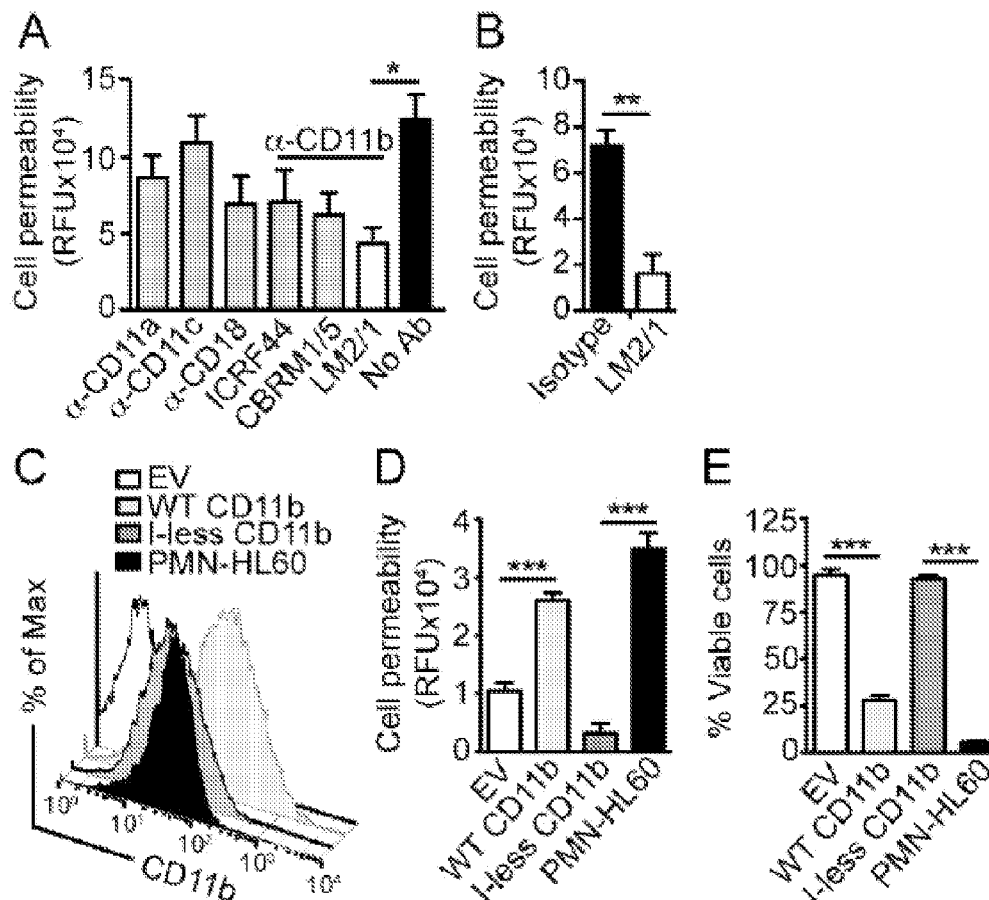 A
Cell permeability
(RFUx10⁴)
15
10
5
0
*
α-CD11b
α-CD11a
α-CD11c
α-CD18
ICRF44
CBRM1/5
LM2/1
No Ab
B
Cell permeability
(RFUx10⁴)
10
8
6
4
2
0
**
Isotype
LM2/1
C
EV
WT CD11b
I-less CD11b
PMN-HL60
% of Max
10⁰
10¹
10²
10³
10⁴
CD11b
D
Cell permeability
(RFUx10⁴)
4
3
2
1
0
***
***
EV
WT CD11b
I-less CD11b
PMN-HL60
E
% Viable cells
125
100
75
50
25
0
***
***
EV
WT CD11b
I-less CD11b
PMN-HL60